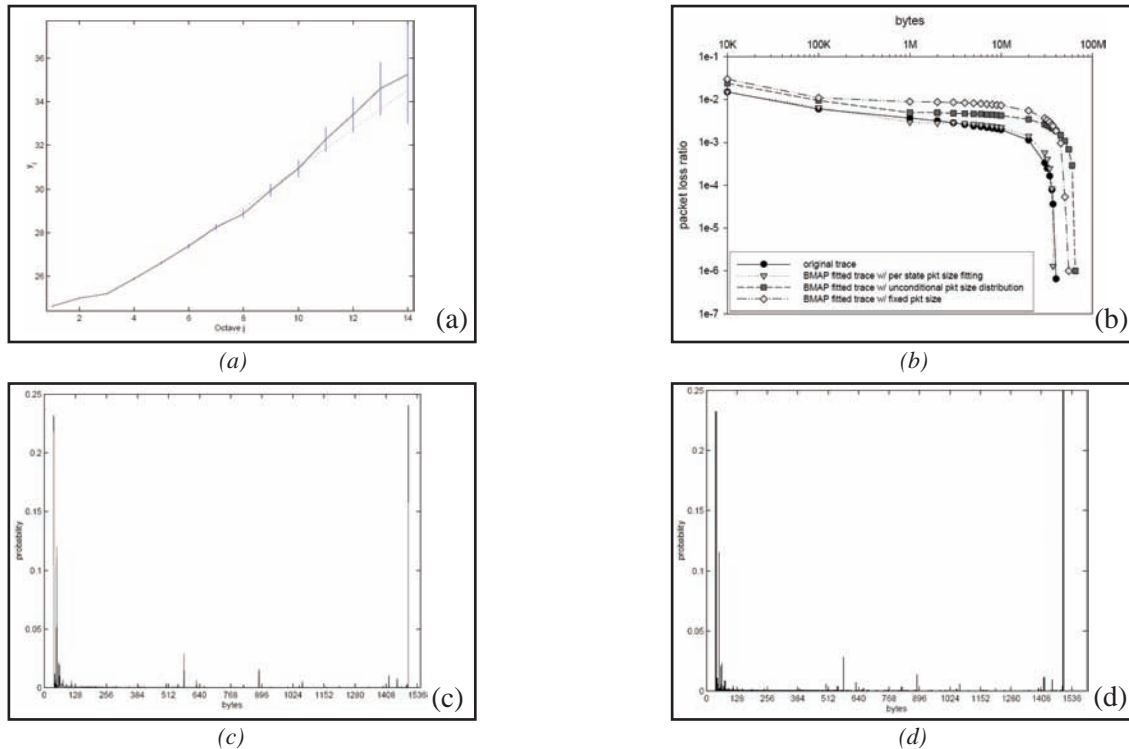 36
34
32
30
28
26
y_j
2 4 6 8 10 12 14
Octave j
(a)
(a)
bytes
10K 100K 1M 10M 100M
1e-1
1e-2
1e-3
1e-4
1e-5
1e-6
1e-7
packet loss ratio
original trace
BMAP fitted trace w/ per state pkt size fitting
BMAP fitted trace w/ unconditional pkt size distribution
BMAP fitted trace w/ fixed pkt size
(b)
(b)
0.25
0.2
0.15
0.1
0.05
0
probability
0 128 256 384 512 640 768 896 1024 1152 1280 1408 1536
bytes
(c)
(c)
0.25
0.2
0.15
0.1
0.05
0
probability
0 128 256 384 512 640 768 896 1024 1152 1280 1408 1536
bytes
(d)
(d)